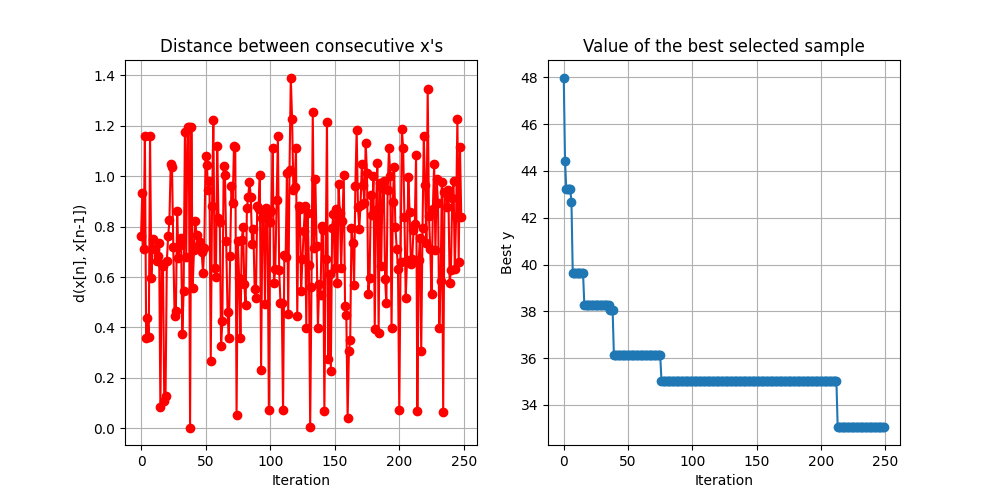 Distance between consecutive x's
1.4
1.2
1.0
0.8
0.6
0.4
0.2
0.0
d(x[n], x[n-1])
0 50 100 150 200 250
Iteration
Value of the best selected sample
48
46
44
42
40
38
36
34
Best y
0 50 100 150 200 250
Iteration